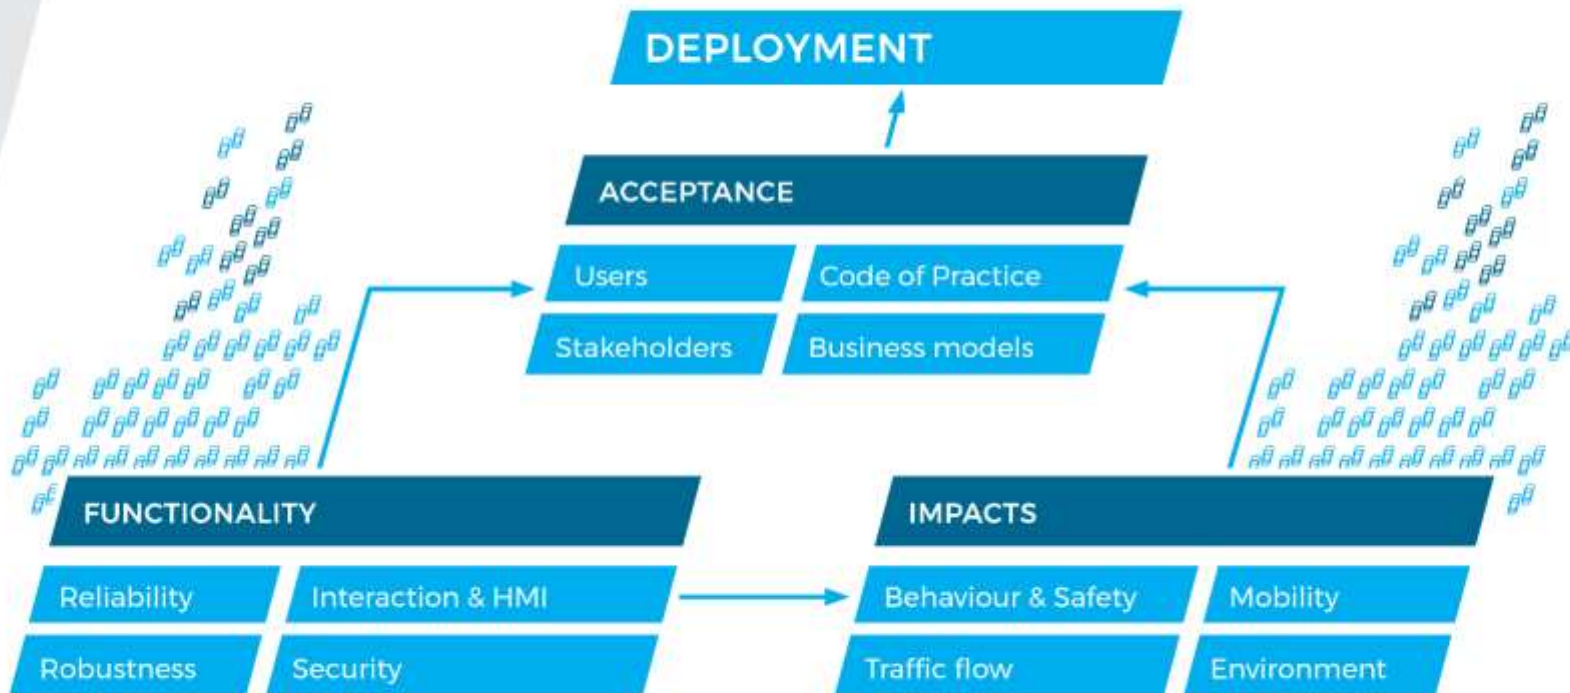 DEPLOYMENT
ACCEPTANCE
Users
Code of Practice
Stakeholders
Business models
FUNCTIONALITY
IMPACTS
Reliability
Interaction & HMI
Behaviour & Safety
Mobility
Robustness
Security
Traffic flow
Environment